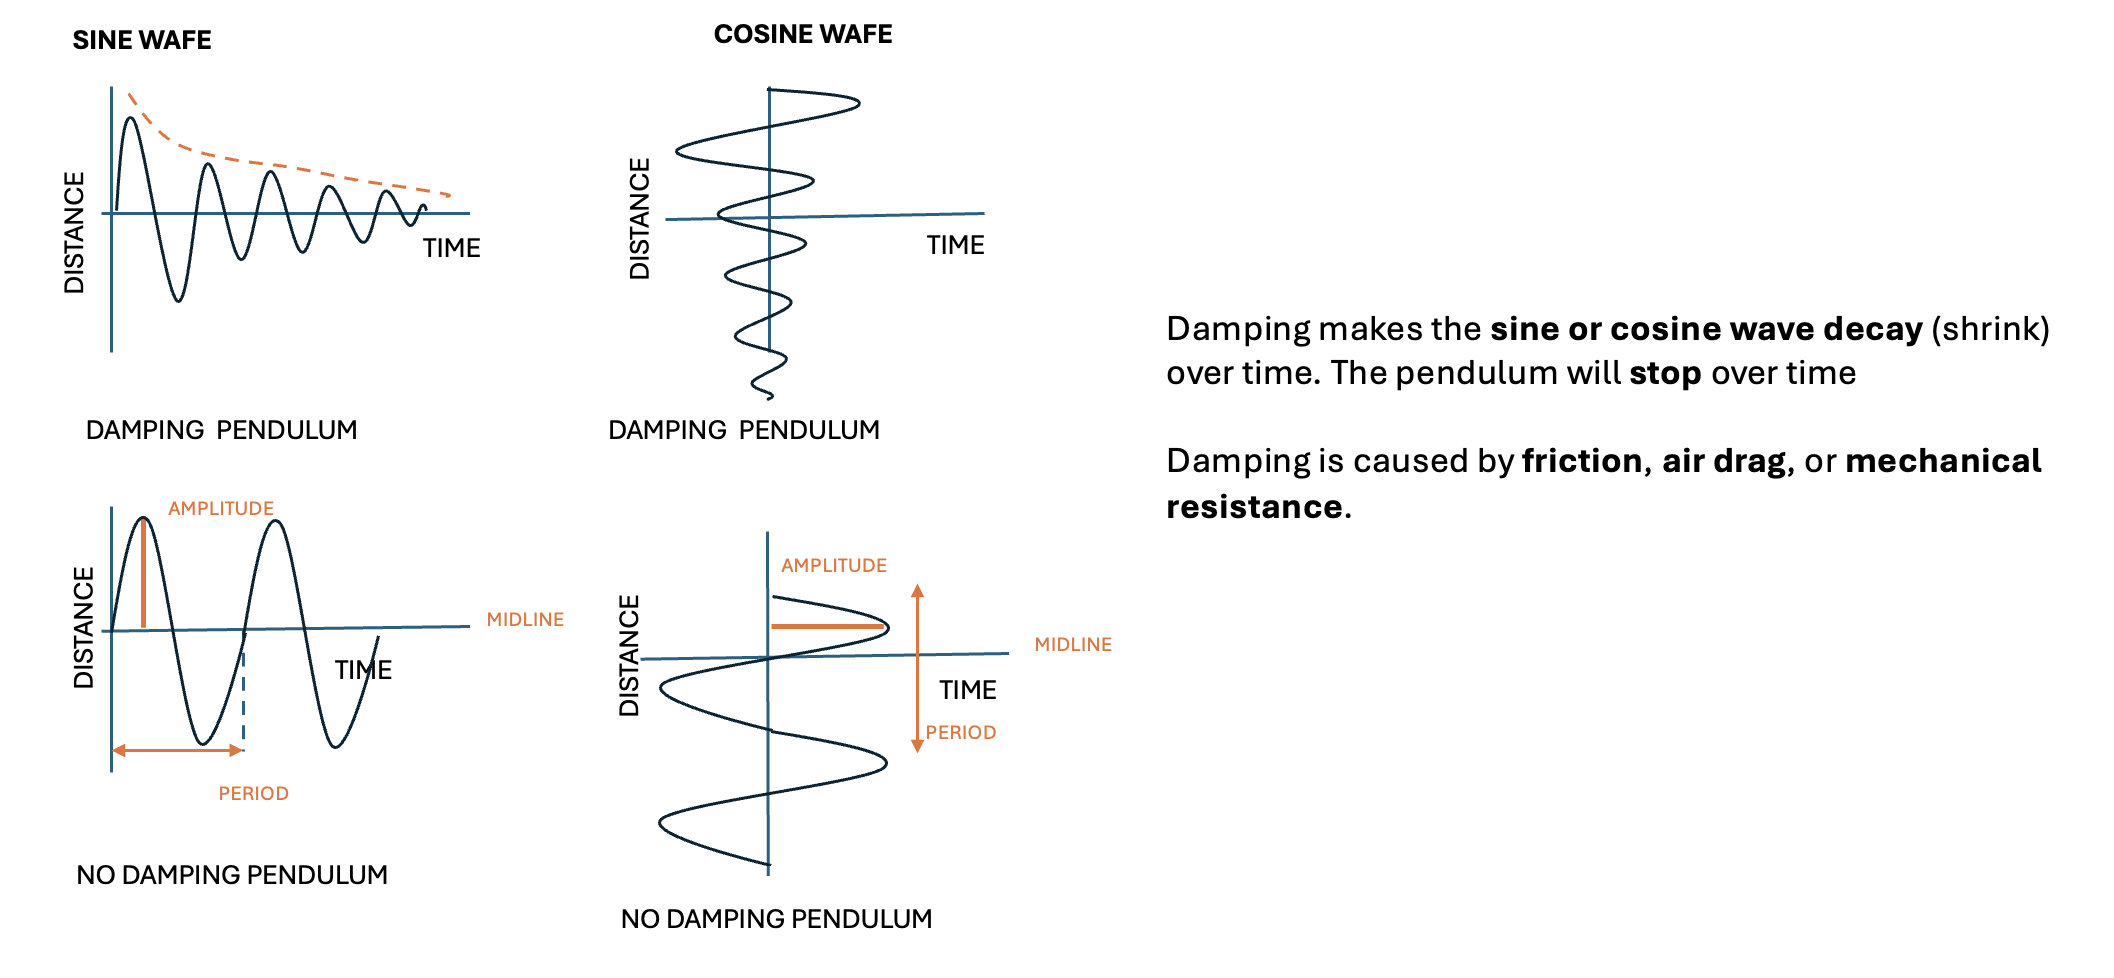 SINE WAFE
COSINE WAFE
DISTANCE
TIME
DAMPING PENDULUM
DISTANCE
TIME
DAMPING PENDULUM
Damping makes the sine or cosine wave decay (shrink)
over time. The pendulum will stop over time
Damping is caused by friction, air drag, or mechanical
resistance.
AMPLITUDE
DISTANCE
MIDLINE
TIME
PERIOD
NO DAMPING PENDULUM
AMPLITUDE
DISTANCE
MIDLINE
TIME
PERIOD
NO DAMPING PENDULUM